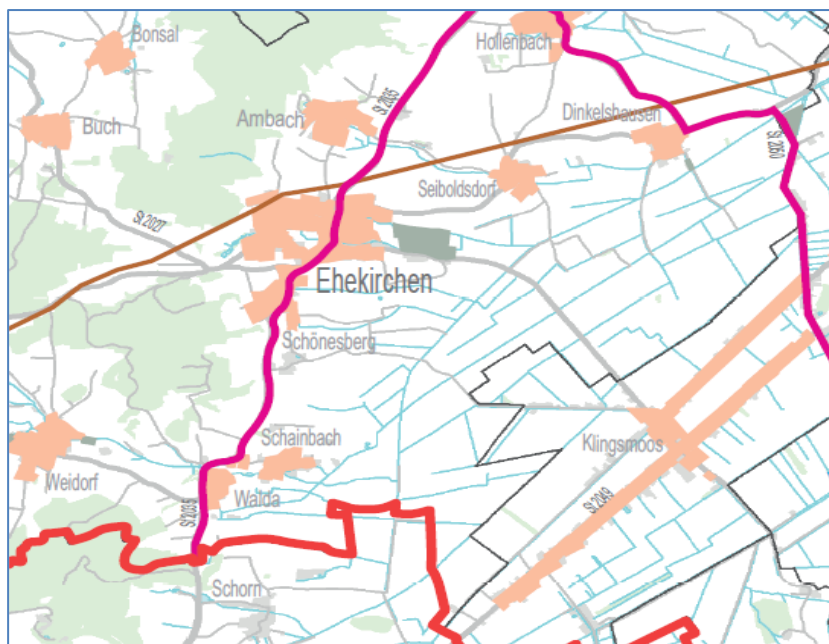 Bonsal
Hollenbach
St.2035
Ambach
Dinkelshausen
Buch
St.2050
Seiboldsdorf
St.2027
Ehekirchen
Schönesberg
Klingsmoos
Schainbach
Weidorf
Walda
St.2035
St.2049
Schorn